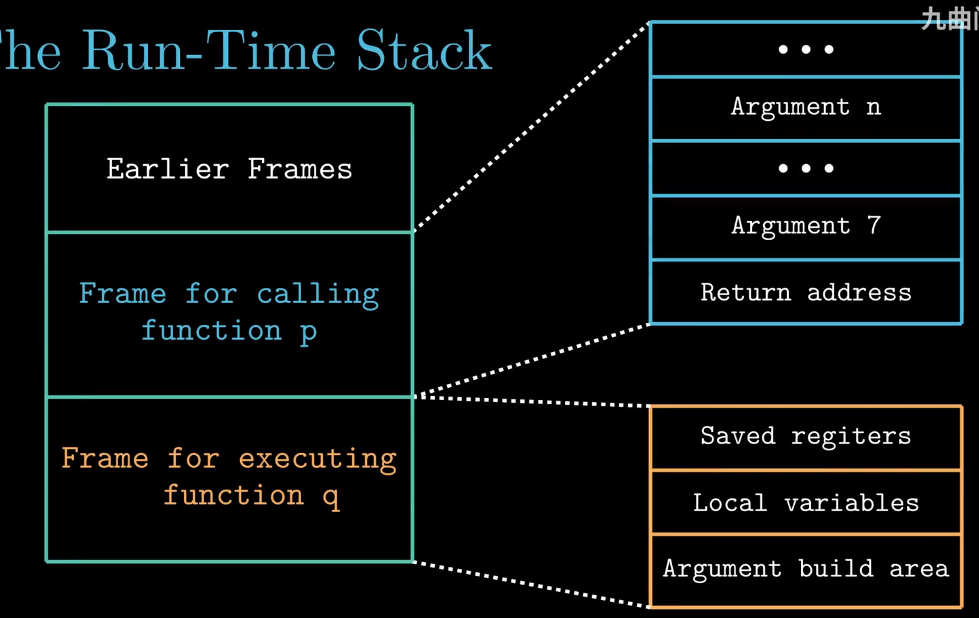 The Run-Time Stack
九曲
• • •
Argument n
• • •
Argument 7
Return address
Earlier Frames
Frame for calling
function p
Frame for executing
function q
Saved regiters
Local variables
Argument build area